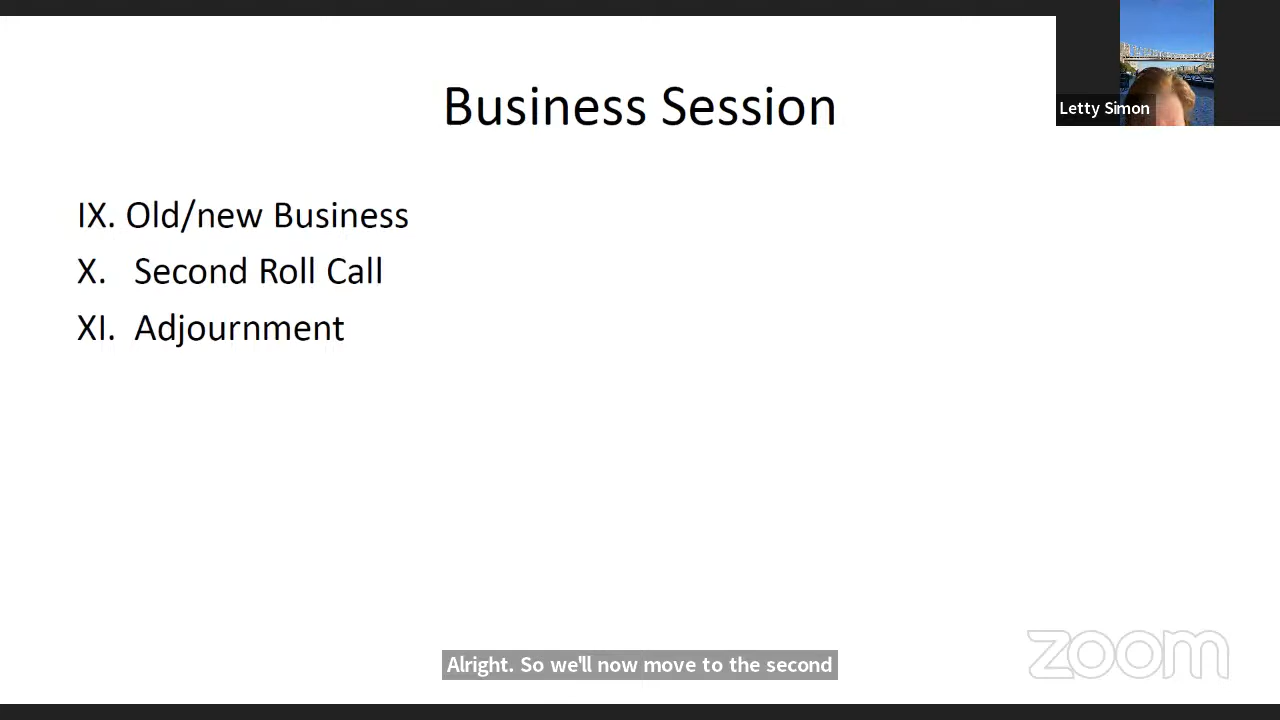 Business Session
Letty Simon
IX. Old/new Business
X. Second Roll Call
XI. Adjournment
Alright. So we'll now move to the second
zoom